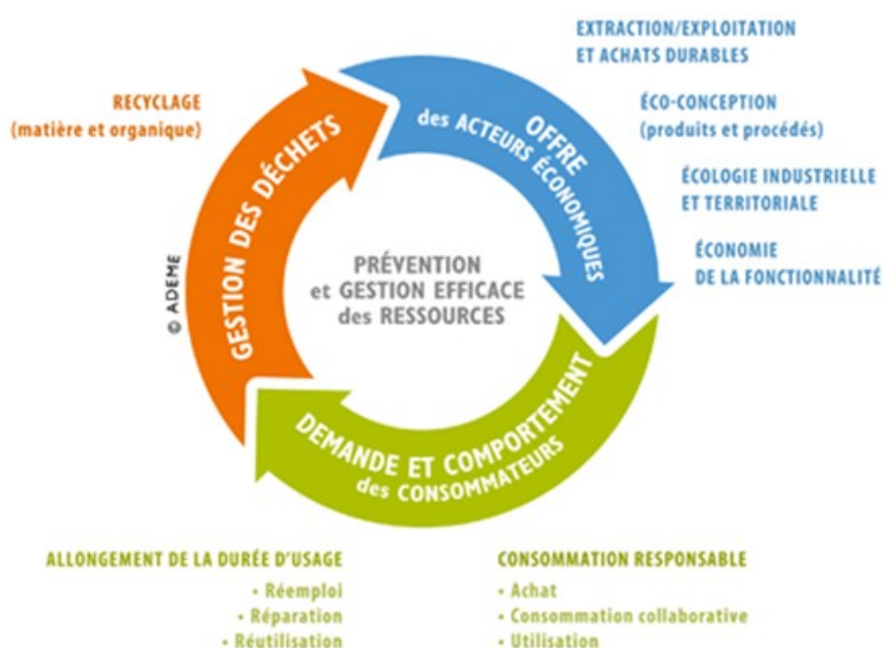 EXTRACTION/EXPLOITATION
ET ACHATS DURABLES
ÉCO-CONCEPTION
(produits et procédés)
ÉCOLOGIE INDUSTRIELLE
ET TERRITORIALE
ÉCONOMIE
DE LA FONCTIONNALITÉ
RECYCLAGE
(matière et organique)
OFFRE
des ACTEURS ÉCONOMIQUES
GESTION DES DÉCHETS
PRÉVENTION
et GESTION EFFICACE
des RESSOURCES
© ADEME
DEMANDE ET COMPORTEMENT
des CONSOMMATEURS
ALLONGEMENT DE LA DURÉE D'USAGE
• Réemploi
• Réparation
• Réutilisation
CONSOMMATION RESPONSABLE
• Achat
• Consommation collaborative
• Utilisation